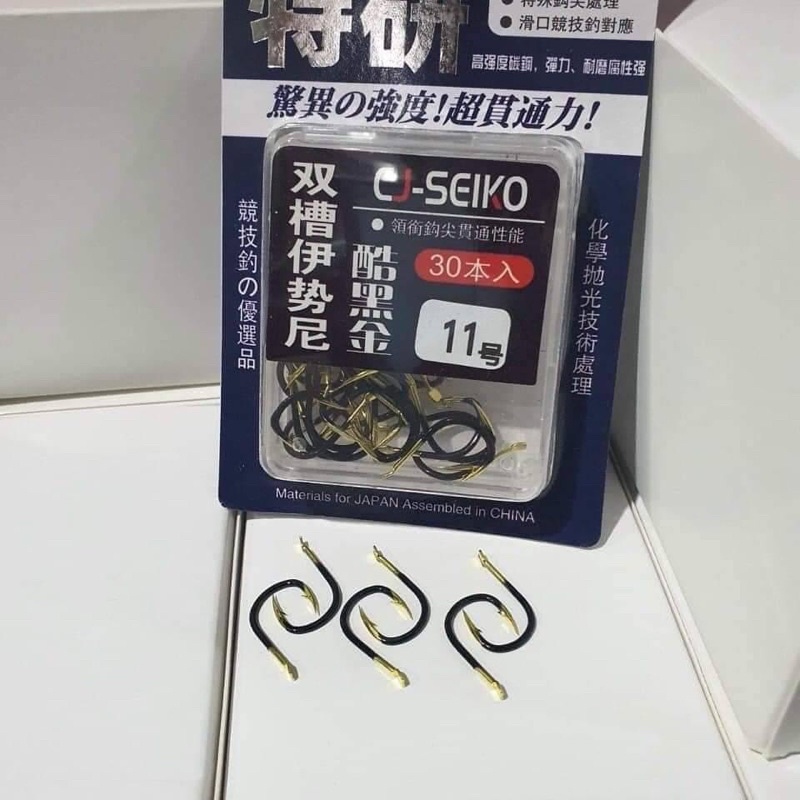 特研
特殊鈎尖處理
滑口競技釣對應
高强度碳鋼，彈力、耐磨腐性强
驚異の強度!超貫通力!
競技釣の優選品
双槽伊势尼
CJ-SEIKO
領銜鈎尖貫通性能
酷黑金
30本入
11号
化學拋光技術處理
Materials for JAPAN Assembled in CHINA